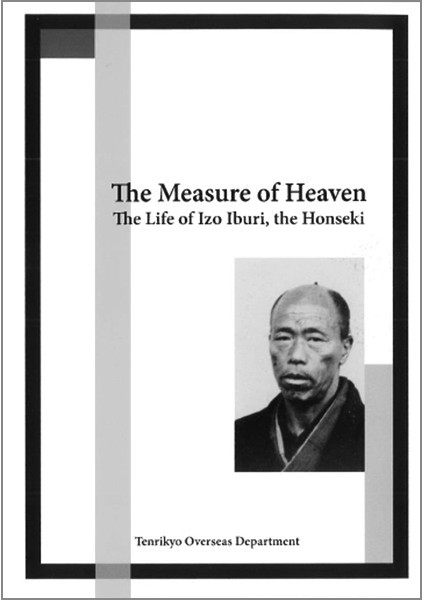 The Measure of Heaven
The Life of Izo Iburi, the Honseki
Tenrikyo Overseas Department